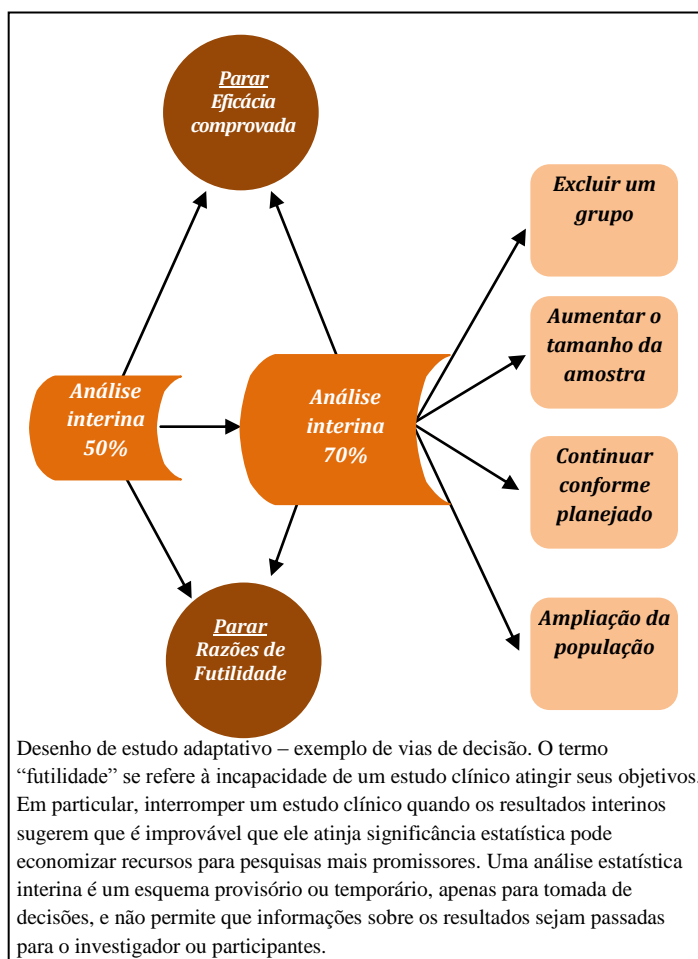 Parar
Eficácia
comprovada
Excluir um
grupo
Aumentar o
tamanho da
amostra
Análise
interina
50%
Análise
interina
70%
Continuar
conforme
planejado
Parar
Razões de
Futilidade
Ampliação da
população
Desenho de estudo adaptativo – exemplo de vias de decisão. O termo
“futilidade” se refere à incapacidade de um estudo clínico atingir seus objetivos.
Em particular, interromper um estudo clínico quando os resultados interinos
sugerem que é improvável que ele atinja significância estatística pode
economizar recursos para pesquisas mais promissores. Uma análise estatística
interina é um esquema provisório ou temporário, apenas para tomada de
decisões, e não permite que informações sobre os resultados sejam passadas
para o investigador ou participantes.